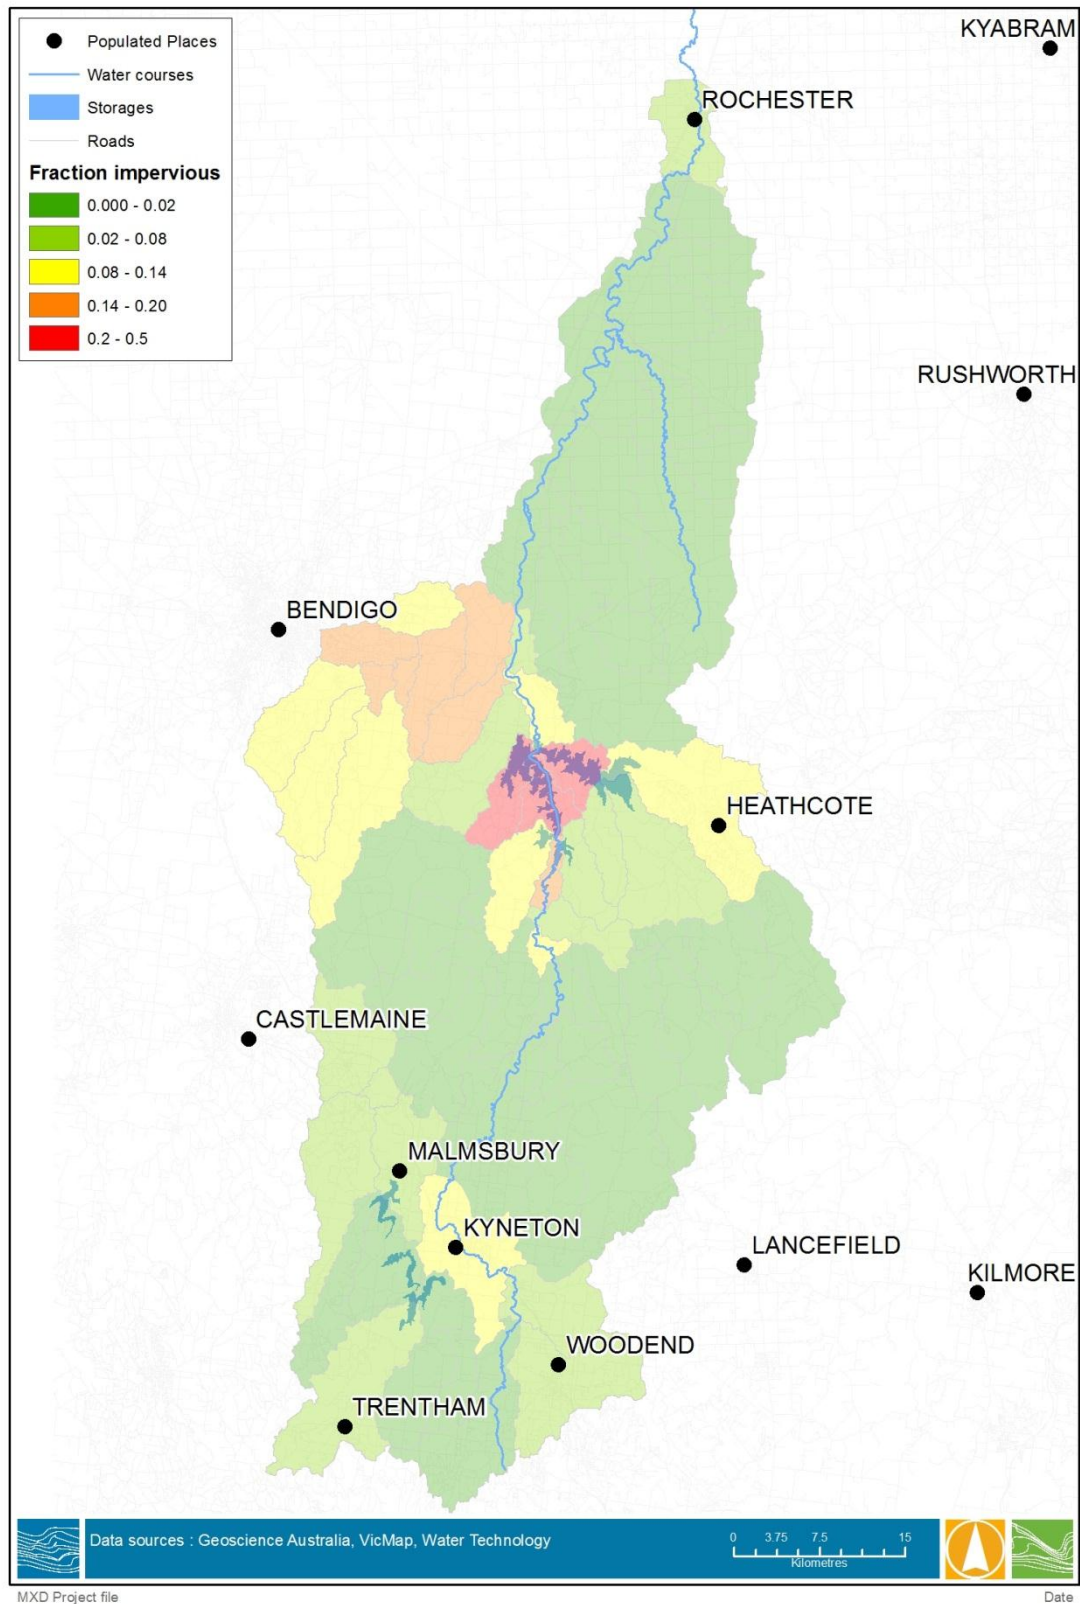 Populated Places
Water courses
Storages
Roads
Fraction impervious
0.000 - 0.02
0.02 - 0.08
0.08 - 0.14
0.14 - 0.20
0.2 - 0.5
KYABRAM
ROCHESTER
RUSHWORTH
BENDIGO
HEATHCOTE
CASTLEMAINE
MALMSBURY
KYNETON
LANCEFIELD
KILMORE
WOODEND
TRENTHAM
Data sources : Geoscience Australia, VicMap, Water Technology
0 3.75 7.5 15
Kilometres
MXD Project file Date